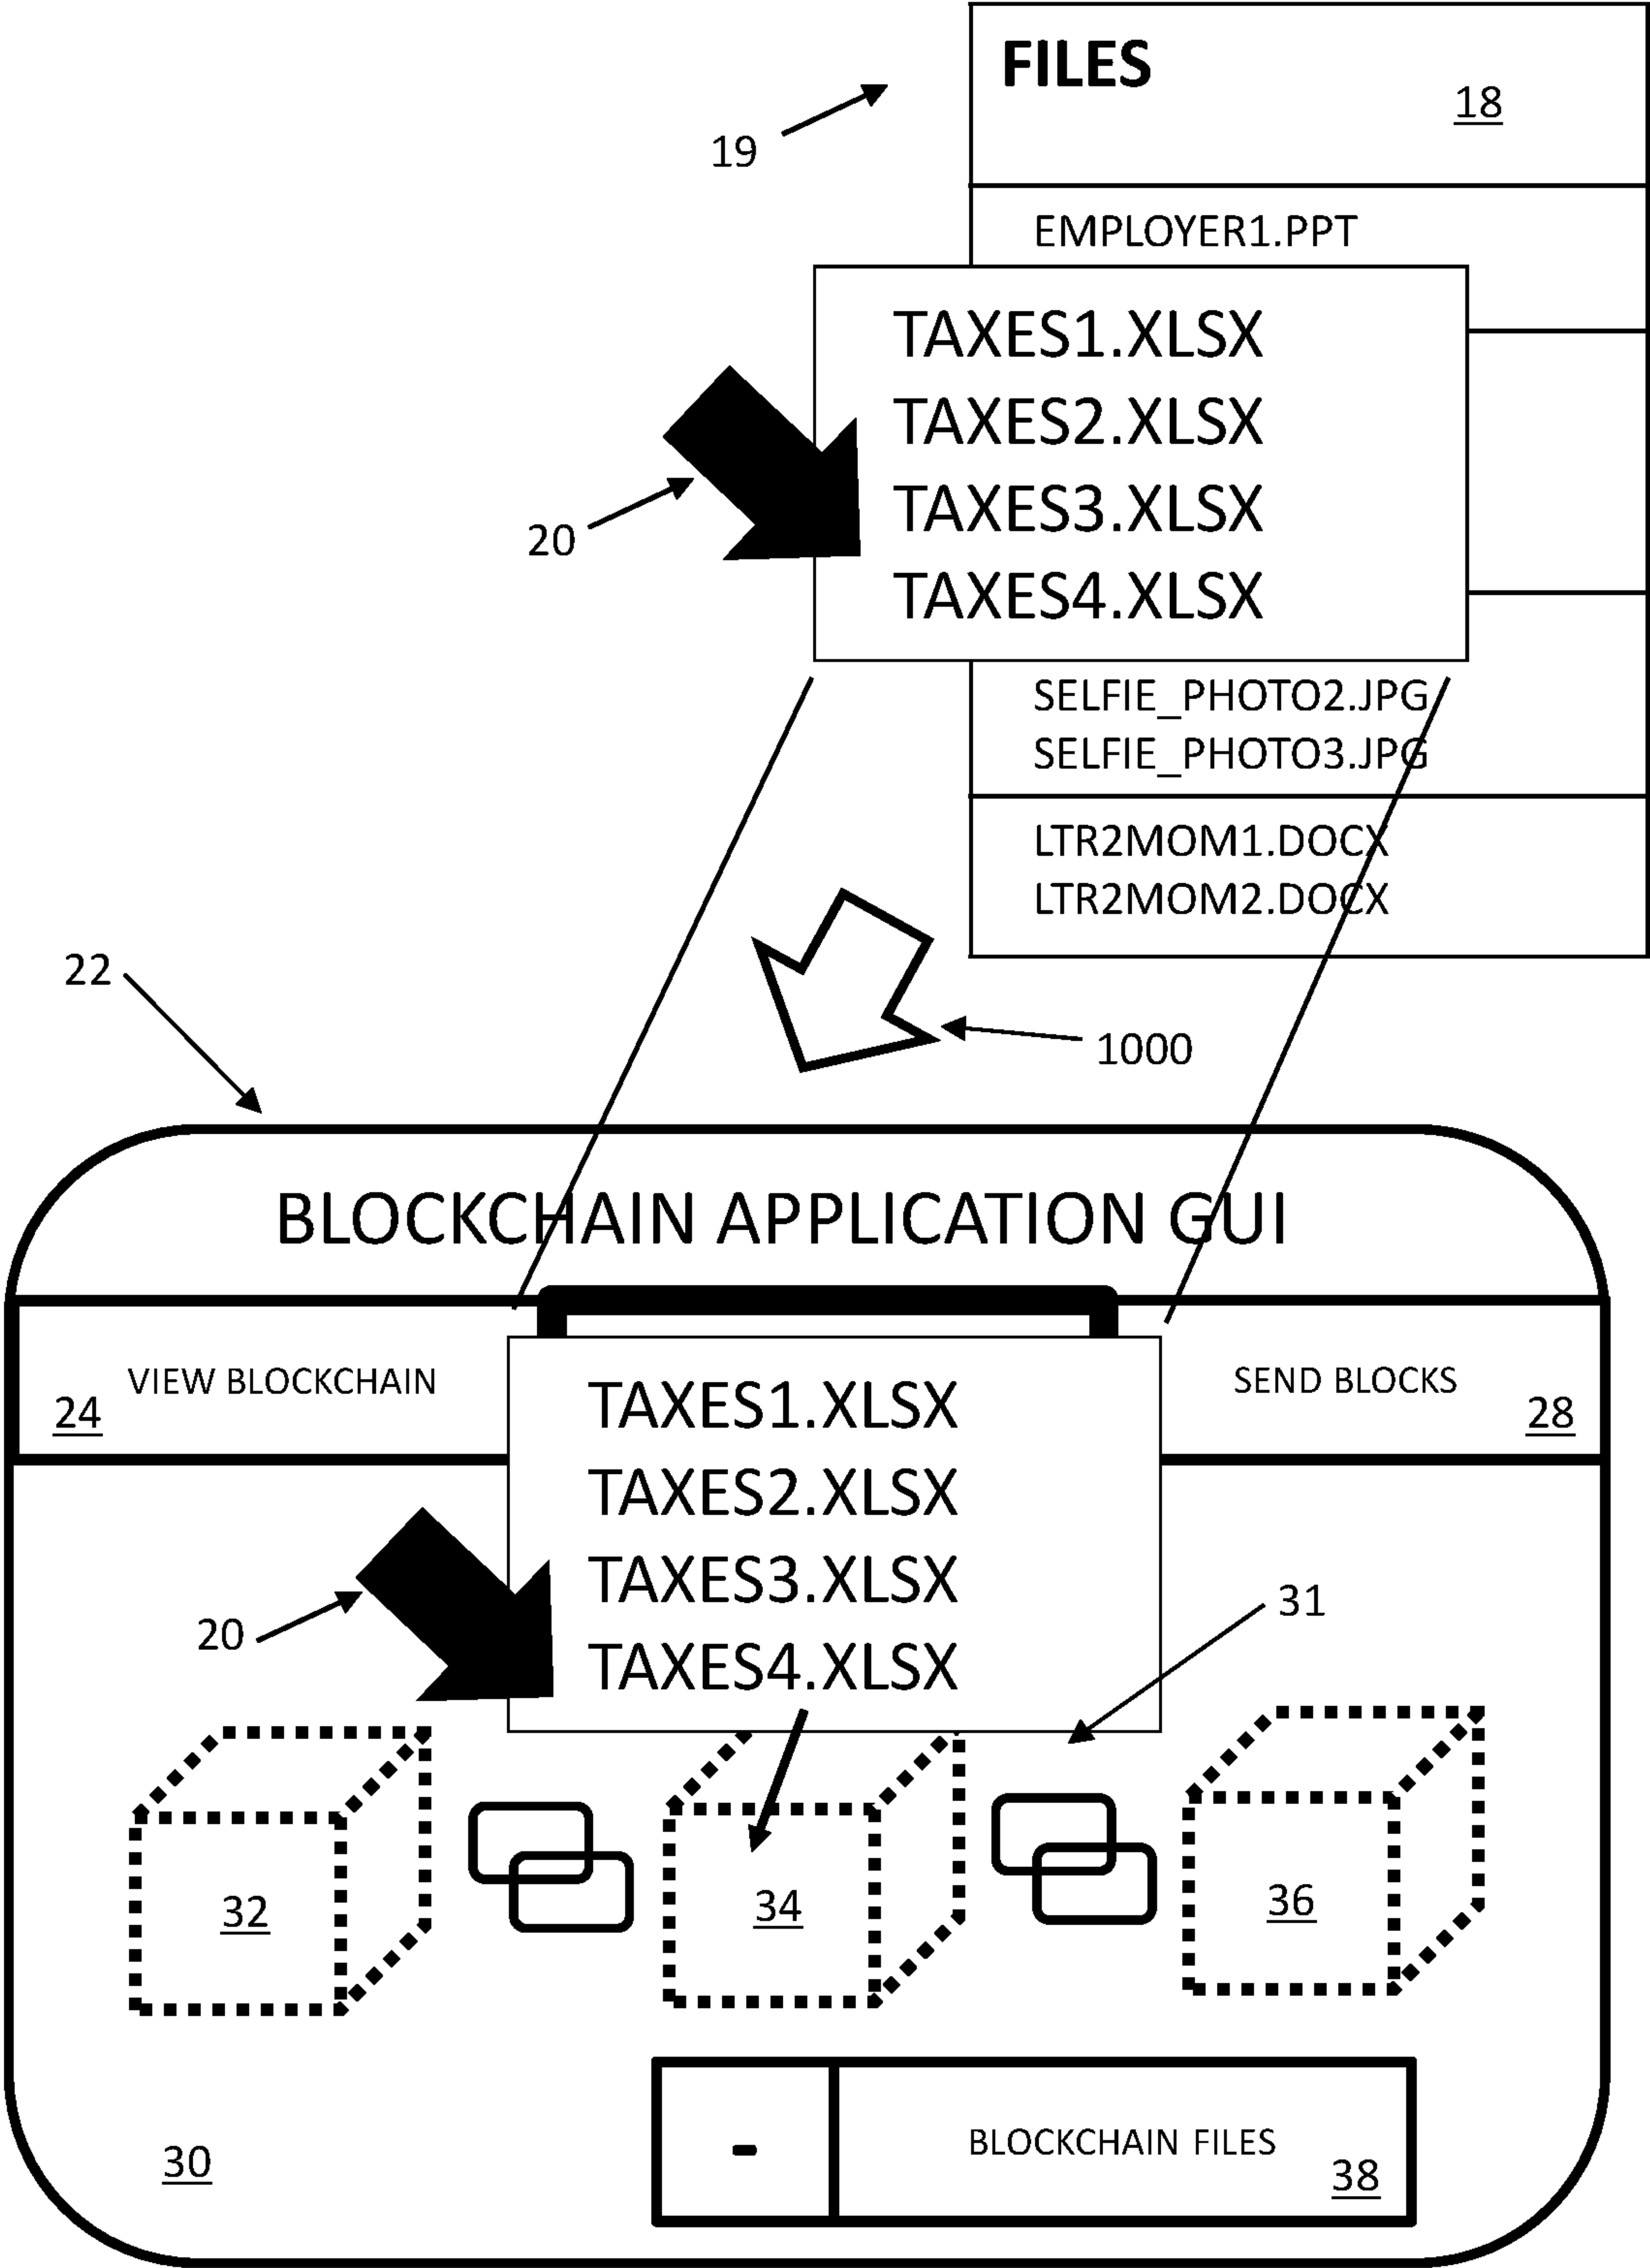 FILES
18
19
EMPLOYER1.PPT
TAXES1.XLSX
TAXES2.XLSX
TAXES3.XLSX
TAXES4.XLSX
20
SELFIE_PHOTO2.JPG
SELFIE_PHOTO3.JPG
LTR2MOM1.DOCX
LTR2MOM2.DOCX
22
1000
BLOCKCHAIN APPLICATION GUI
VIEW BLOCKCHAIN
24
SEND BLOCKS
28
TAXES1.XLSX
TAXES2.XLSX
TAXES3.XLSX
TAXES4.XLSX
20
31
32
34
36
-
BLOCKCHAIN FILES
38
30